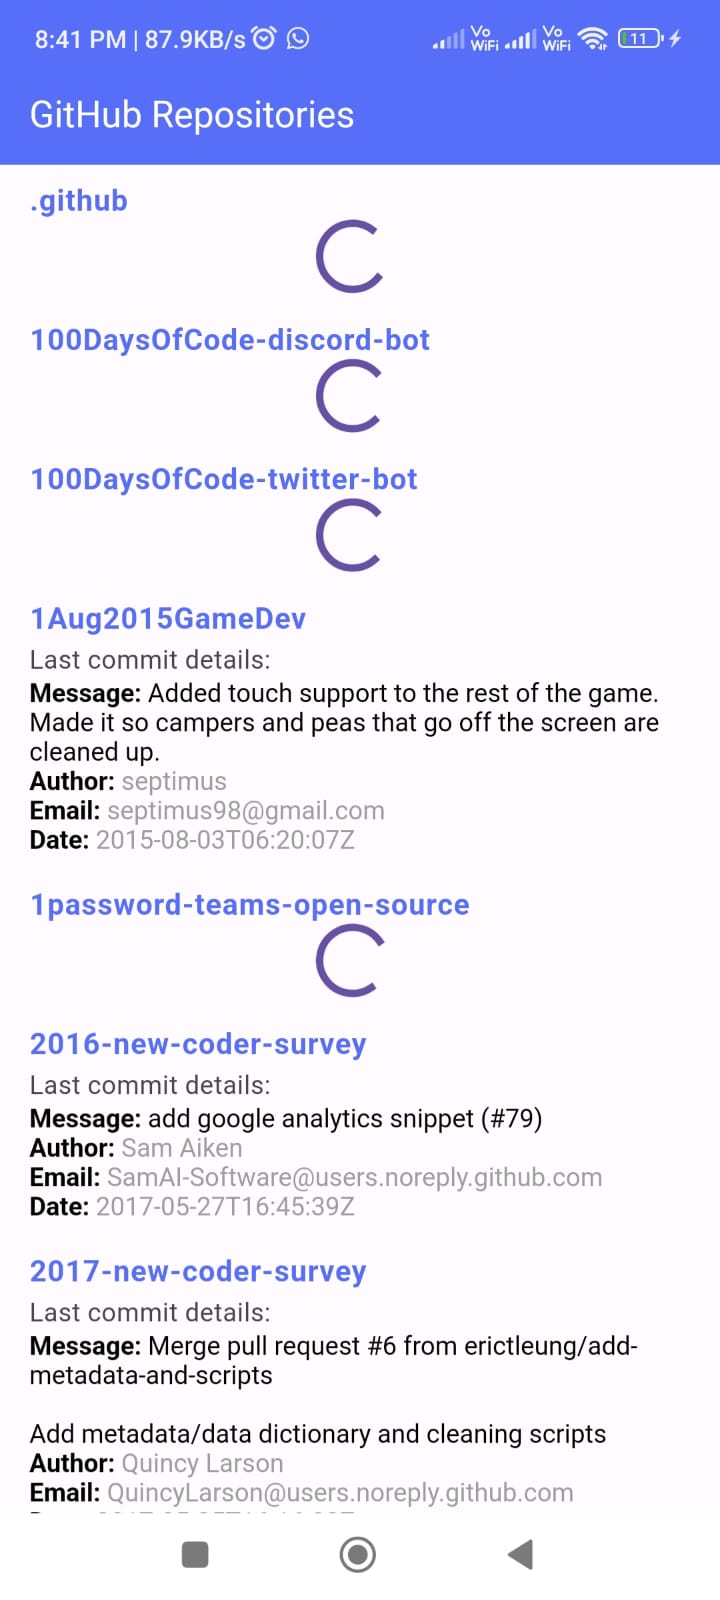 8:41 PM | 87.9KB/s
Vo
WiFi
Vo
WiFi
11
GitHub Repositories
.github
100DaysOfCode-discord-bot
100DaysOfCode-twitter-bot
1Aug2015GameDev
Last commit details:
Message: Added touch support to the rest of the game.
Made it so campers and peas that go off the screen are
cleaned up.
Author: septimus
Email: septimus98@gmail.com
Date: 2015-08-03T06:20:07Z
1password-teams-open-source
2016-new-coder-survey
Last commit details:
Message: add google analytics snippet (#79)
Author: Sam Aiken
Email: SamAI-Software@users.noreply.github.com
Date: 2017-05-27T16:45:39Z
2017-new-coder-survey
Last commit details:
Message: Merge pull request #6 from erictleung/add-
metadata-and-scripts
Add metadata/data dictionary and cleaning scripts
Author: Quincy Larson
Email: QuincyLarson@users.noreply.github.com